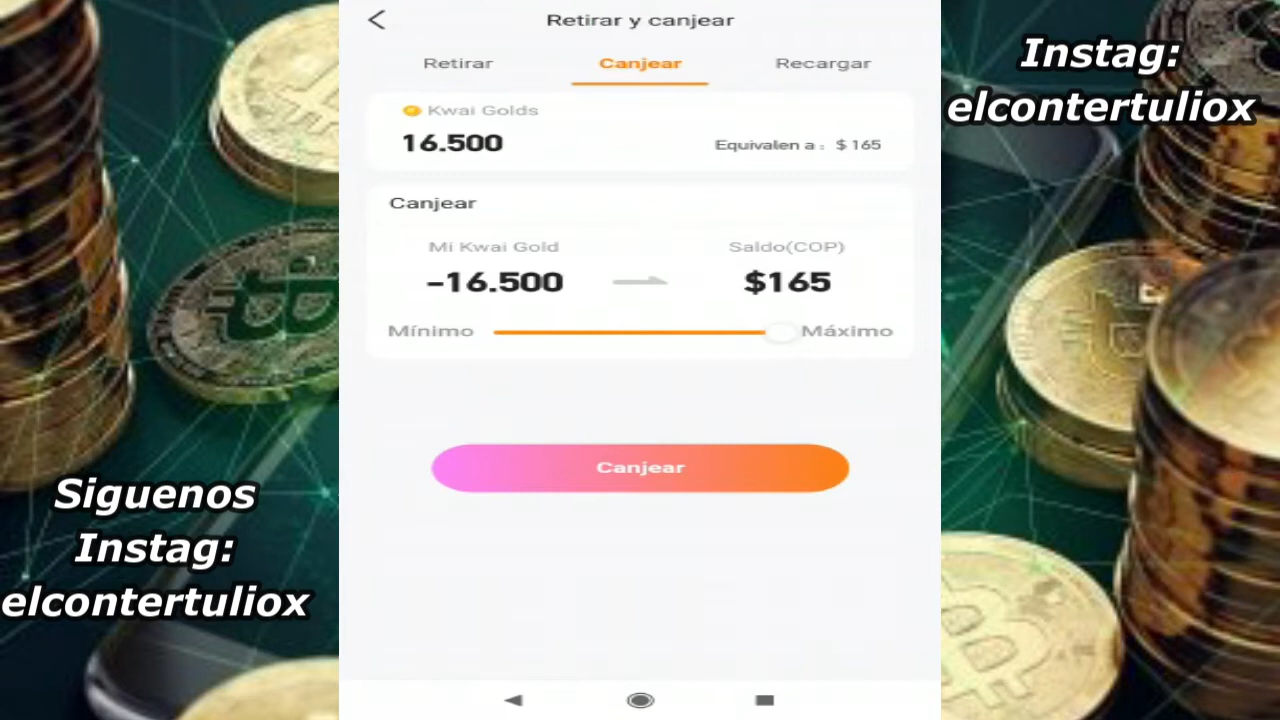 Retirar y canjear
Retirar Canjear Recargar
Kwai Golds
16.500 Equivalen a : $ 165
Canjear
Mi Kwai Gold Saldo(COP)
-16.500 $165
Mínimo Máximo
Canjear
Instag:
elcontertuliox
Siguenos
Instag:
elcontertuliox